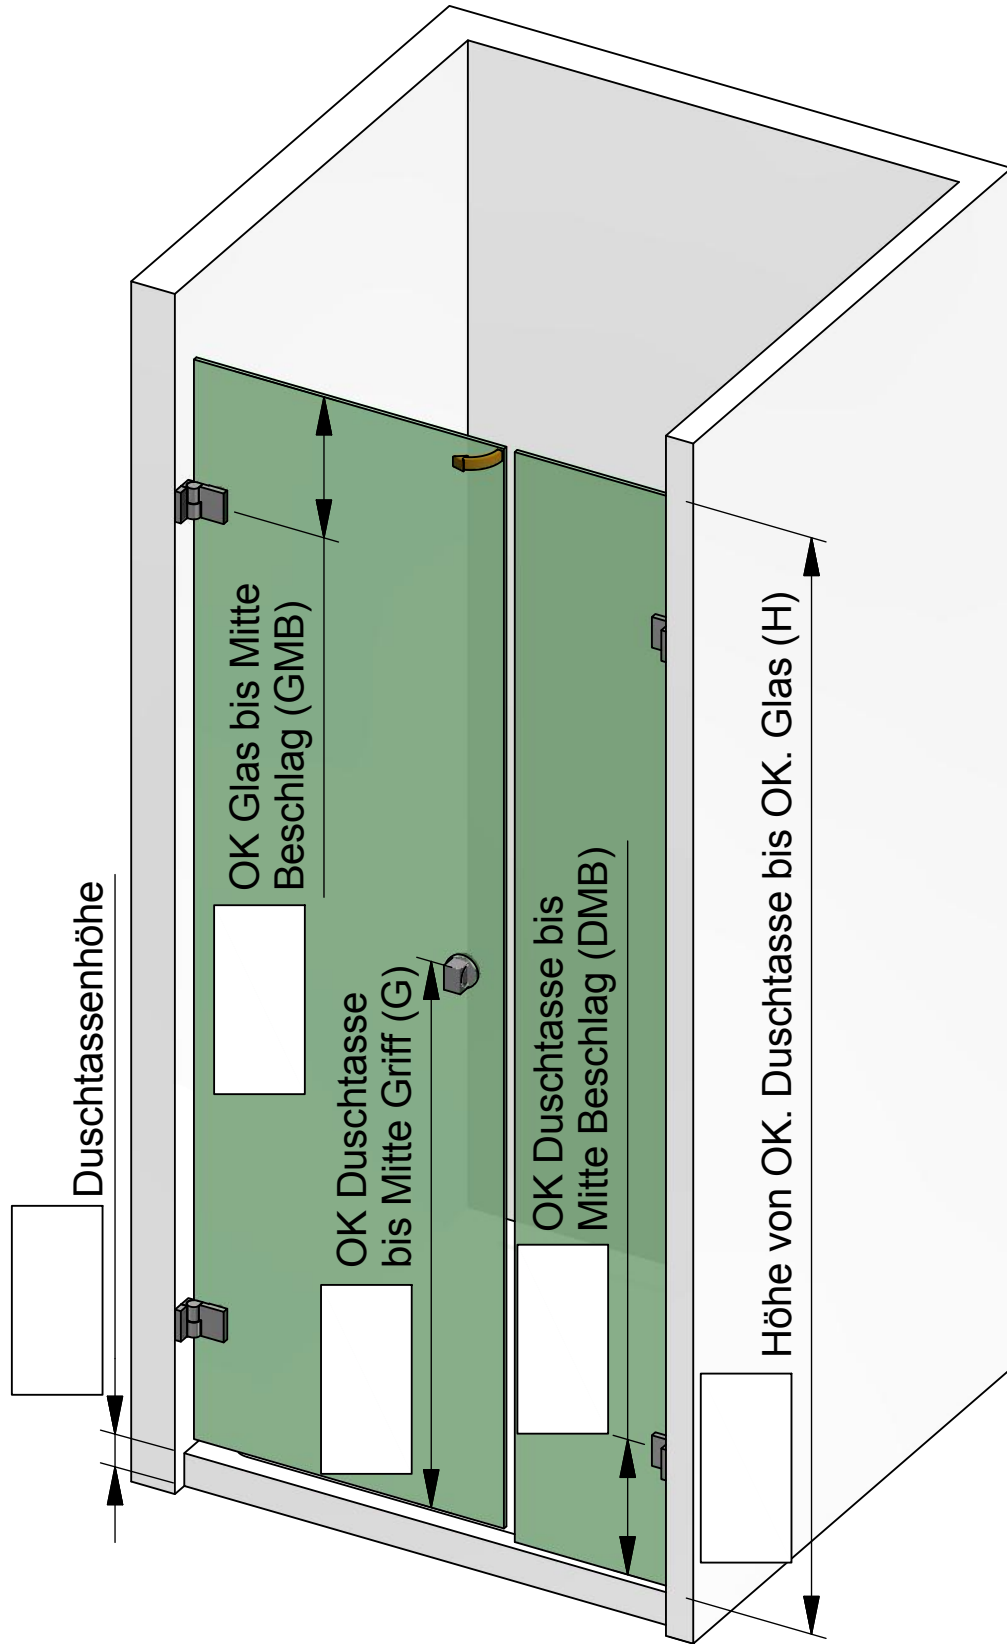 OK Glas bis Mitte
Beschlag (GMB)
Duschtassenhöhe
OK Duschtasse
bis Mitte Griff (G)
OK Duschtasse bis
Mitte Beschlag (DMB)
Höhe von OK. Duschtasse bis OK. Glas (H)